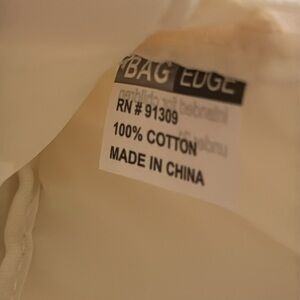 BAG EDGE
RN # 91309
100% COTTON
MADE IN CHINA